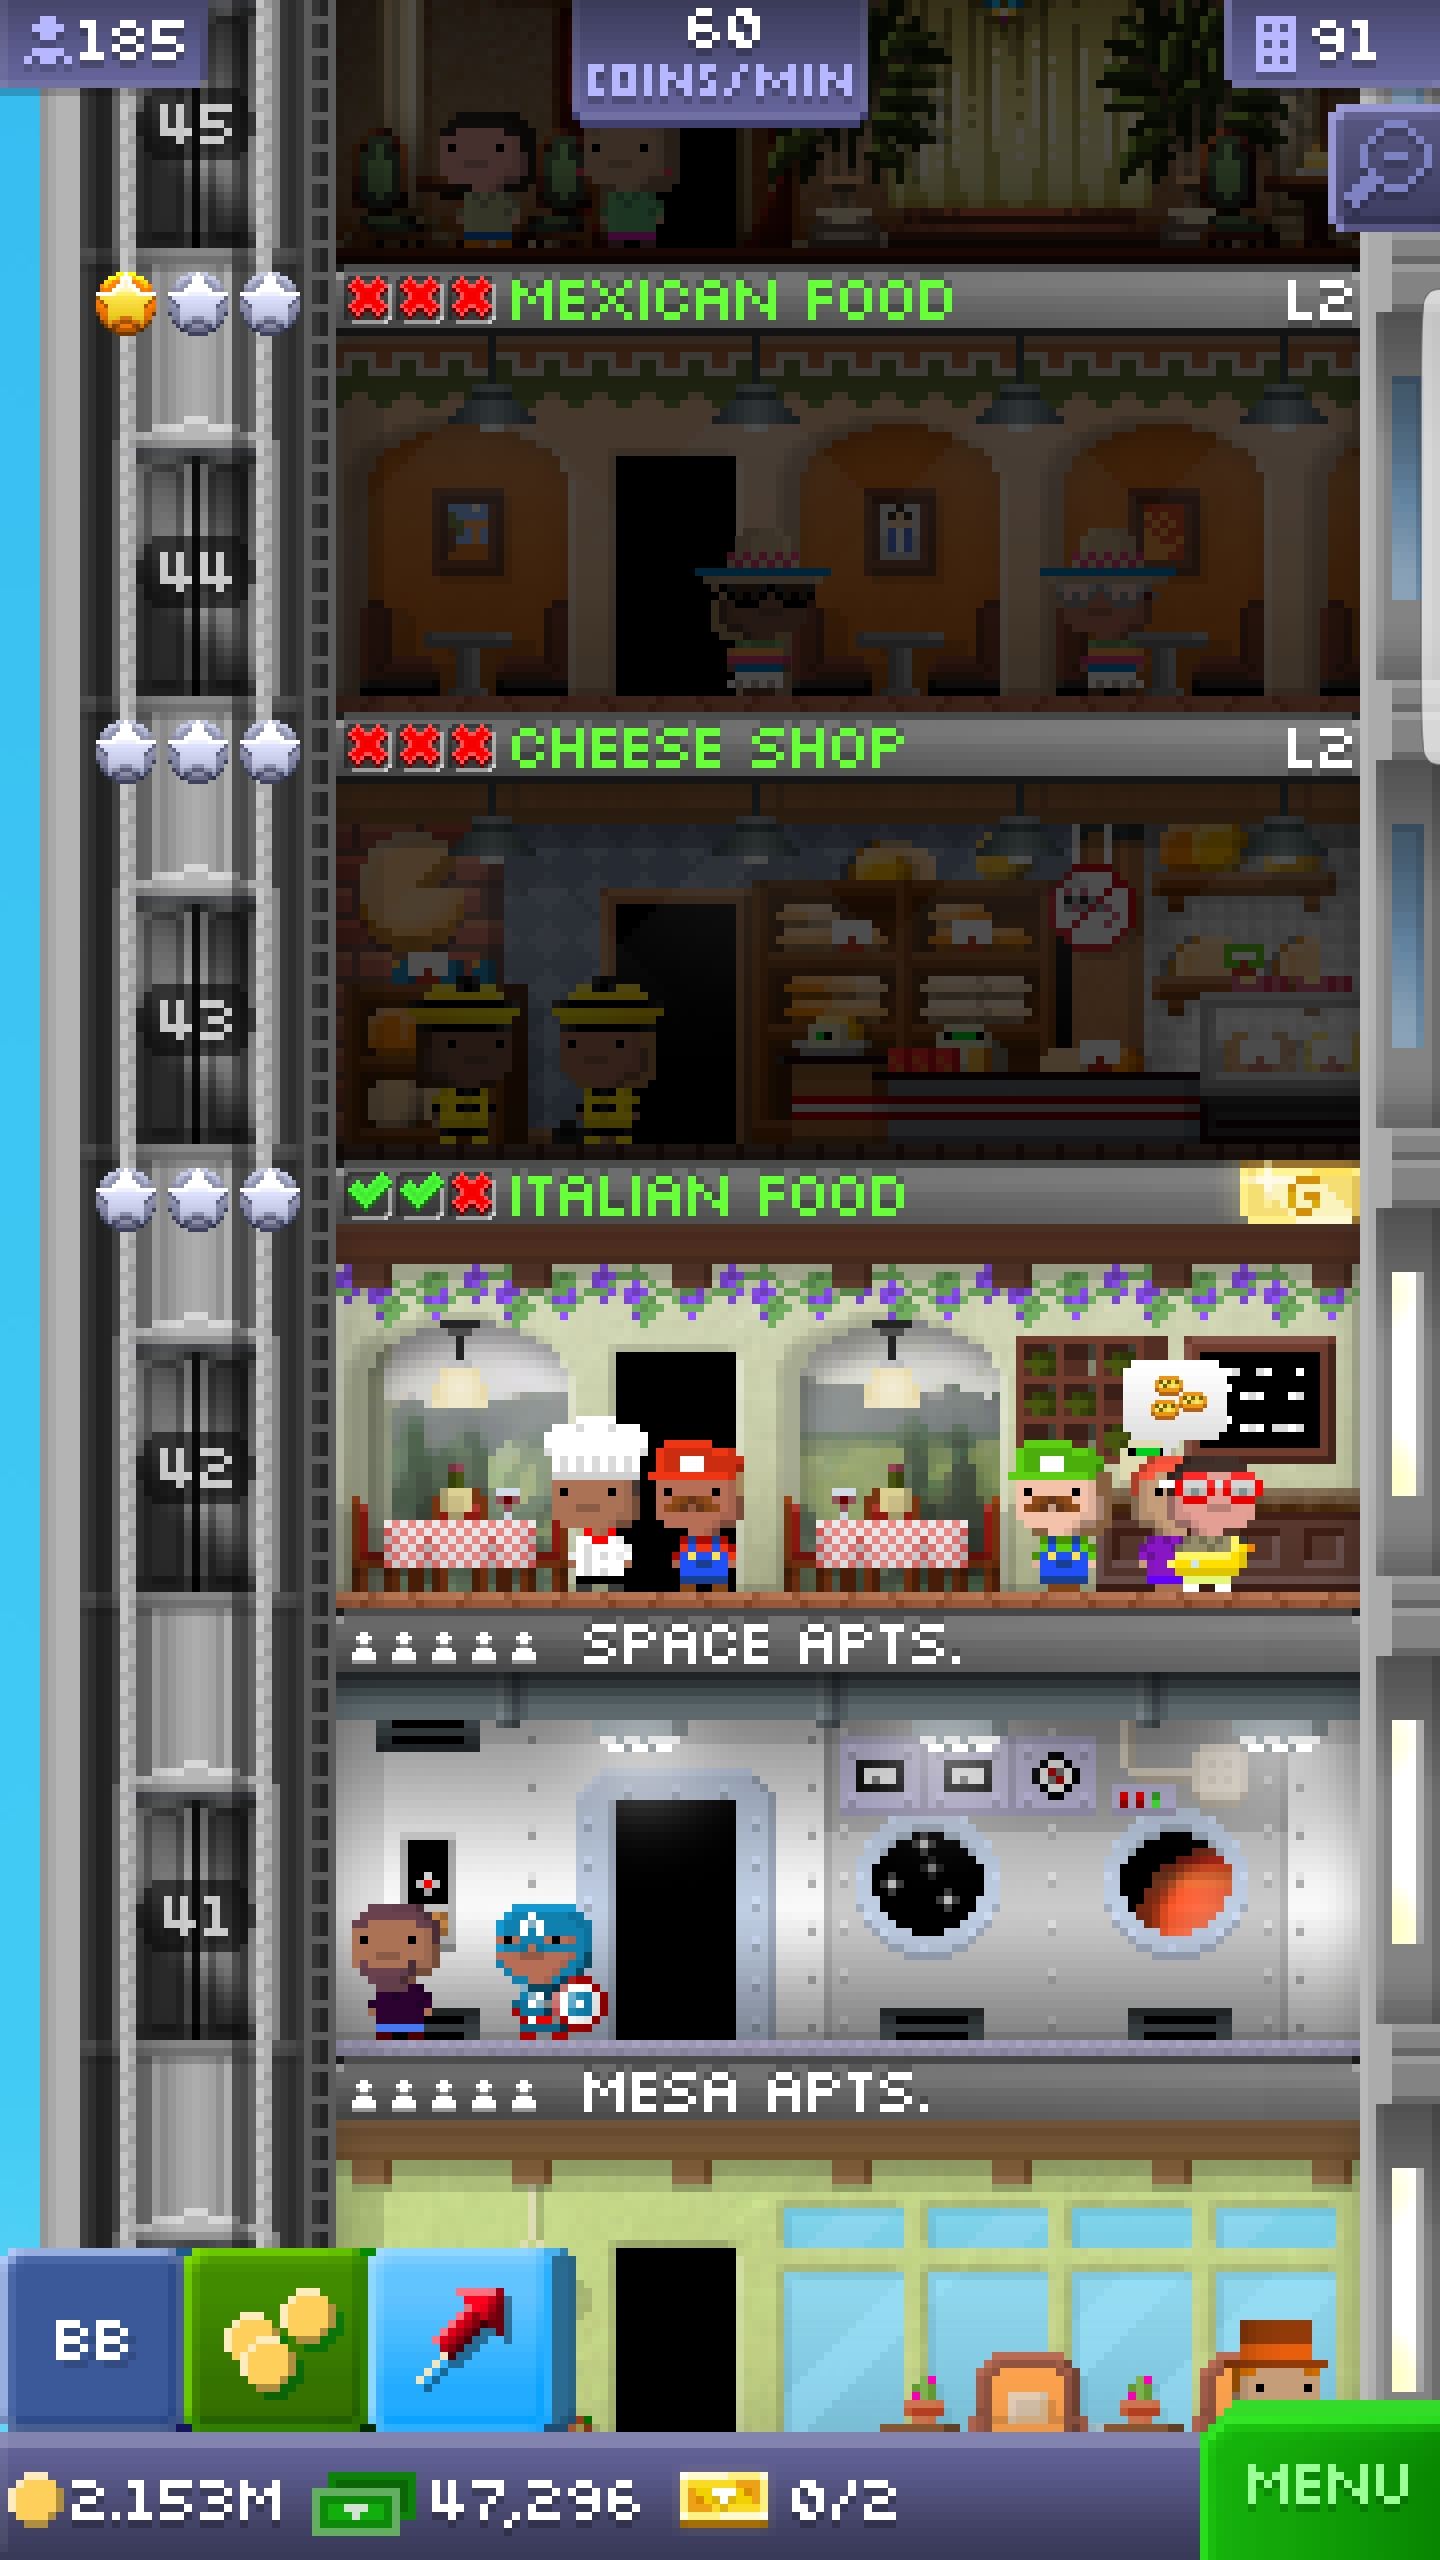 185
60
COINS/MIN
91
45
MEXICAN FOOD L2
44
CHEESE SHOP L2
43
ITALIAN FOOD G
42
SPACE APTS.
41
MESA APTS.
BB
2.153M 47,296 0/2
MENU